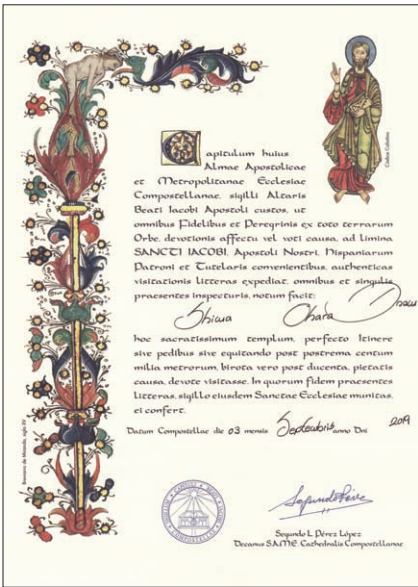 Capitulum huius
Almae Apostolicae
et Metropolitanae Ecclesiae
Compostellanae, sigilli Altaris
Beati Iacobi Apostoli custos, ut
omnibus Fidelibus et Peregrinis ex toto terrarum
Orbe, devotionis affectu vel voti causa, ad limina
SANCTI IACOBI, Apostoli Nostri, Hispaniarum
Patroni et Tutelaris convenientibus, authenticas
visitationis litteras expediat, omnibus et singulis
praesentes inspecturis, notum facit:
hoc sacratissimum templum, perfecto Itinere
sive pedibus sive equitando post postrema centum
milia metrorum, birota vero post ducenta, pietatis
causa, devote visitasse. In quorum fidem praesentes
litteras, sigillo eiusdem Sanctae Ecclesiae munitas,
ei confert.
Datum Compostellae die 03 mensis Septembris anno Dni 2019
Segundo L. Pérez López
Decanus S.A.M.E. Cathedralis Compostellanae
Codice Calixtino